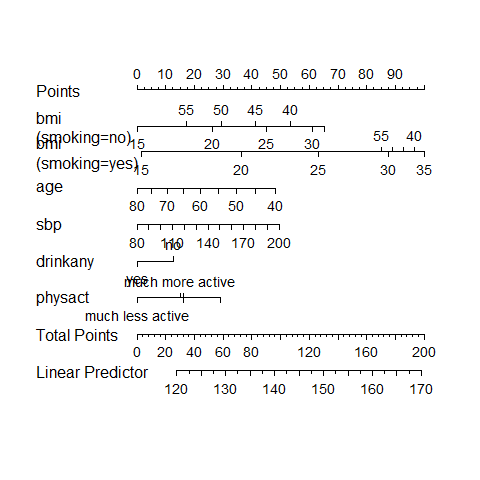 0 10 20 30 40 50 60 70 80 90
Points
55 50 45 40
bmi
(smoking=no)
15 20 25 30
55 40
bmi
(smoking=yes)
15 20 25 30 35
age
80 70 60 50 40
sbp
80 110 140 170 200
no
drinkany
yes
much more active
physact
much less active
Total Points
0 20 40 60 80 120 160 200
Linear Predictor
120 130 140 150 160 170